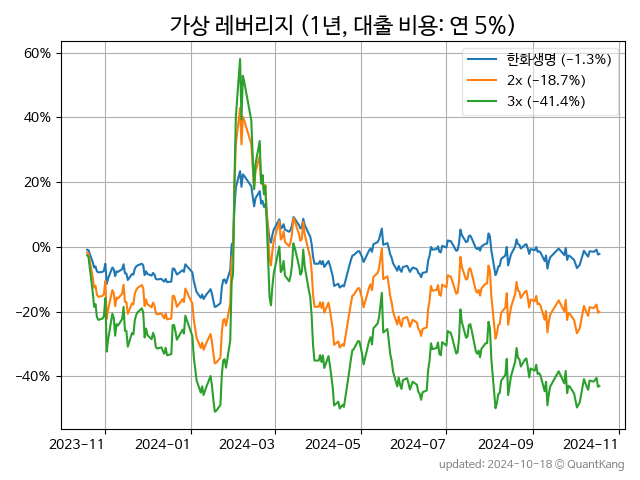 가상 레버리지 (1년, 대출 비용: 연 5%)
한화생명 (−1.3%)
2x (−18.7%)
3x (−41.4%)
60%
40%
20%
0%
−20%
−40%
2023-11
2024-01
2024-03
2024-05
2024-07
2024-09
2024-11
updated: 2024-10-18 © QuantKang